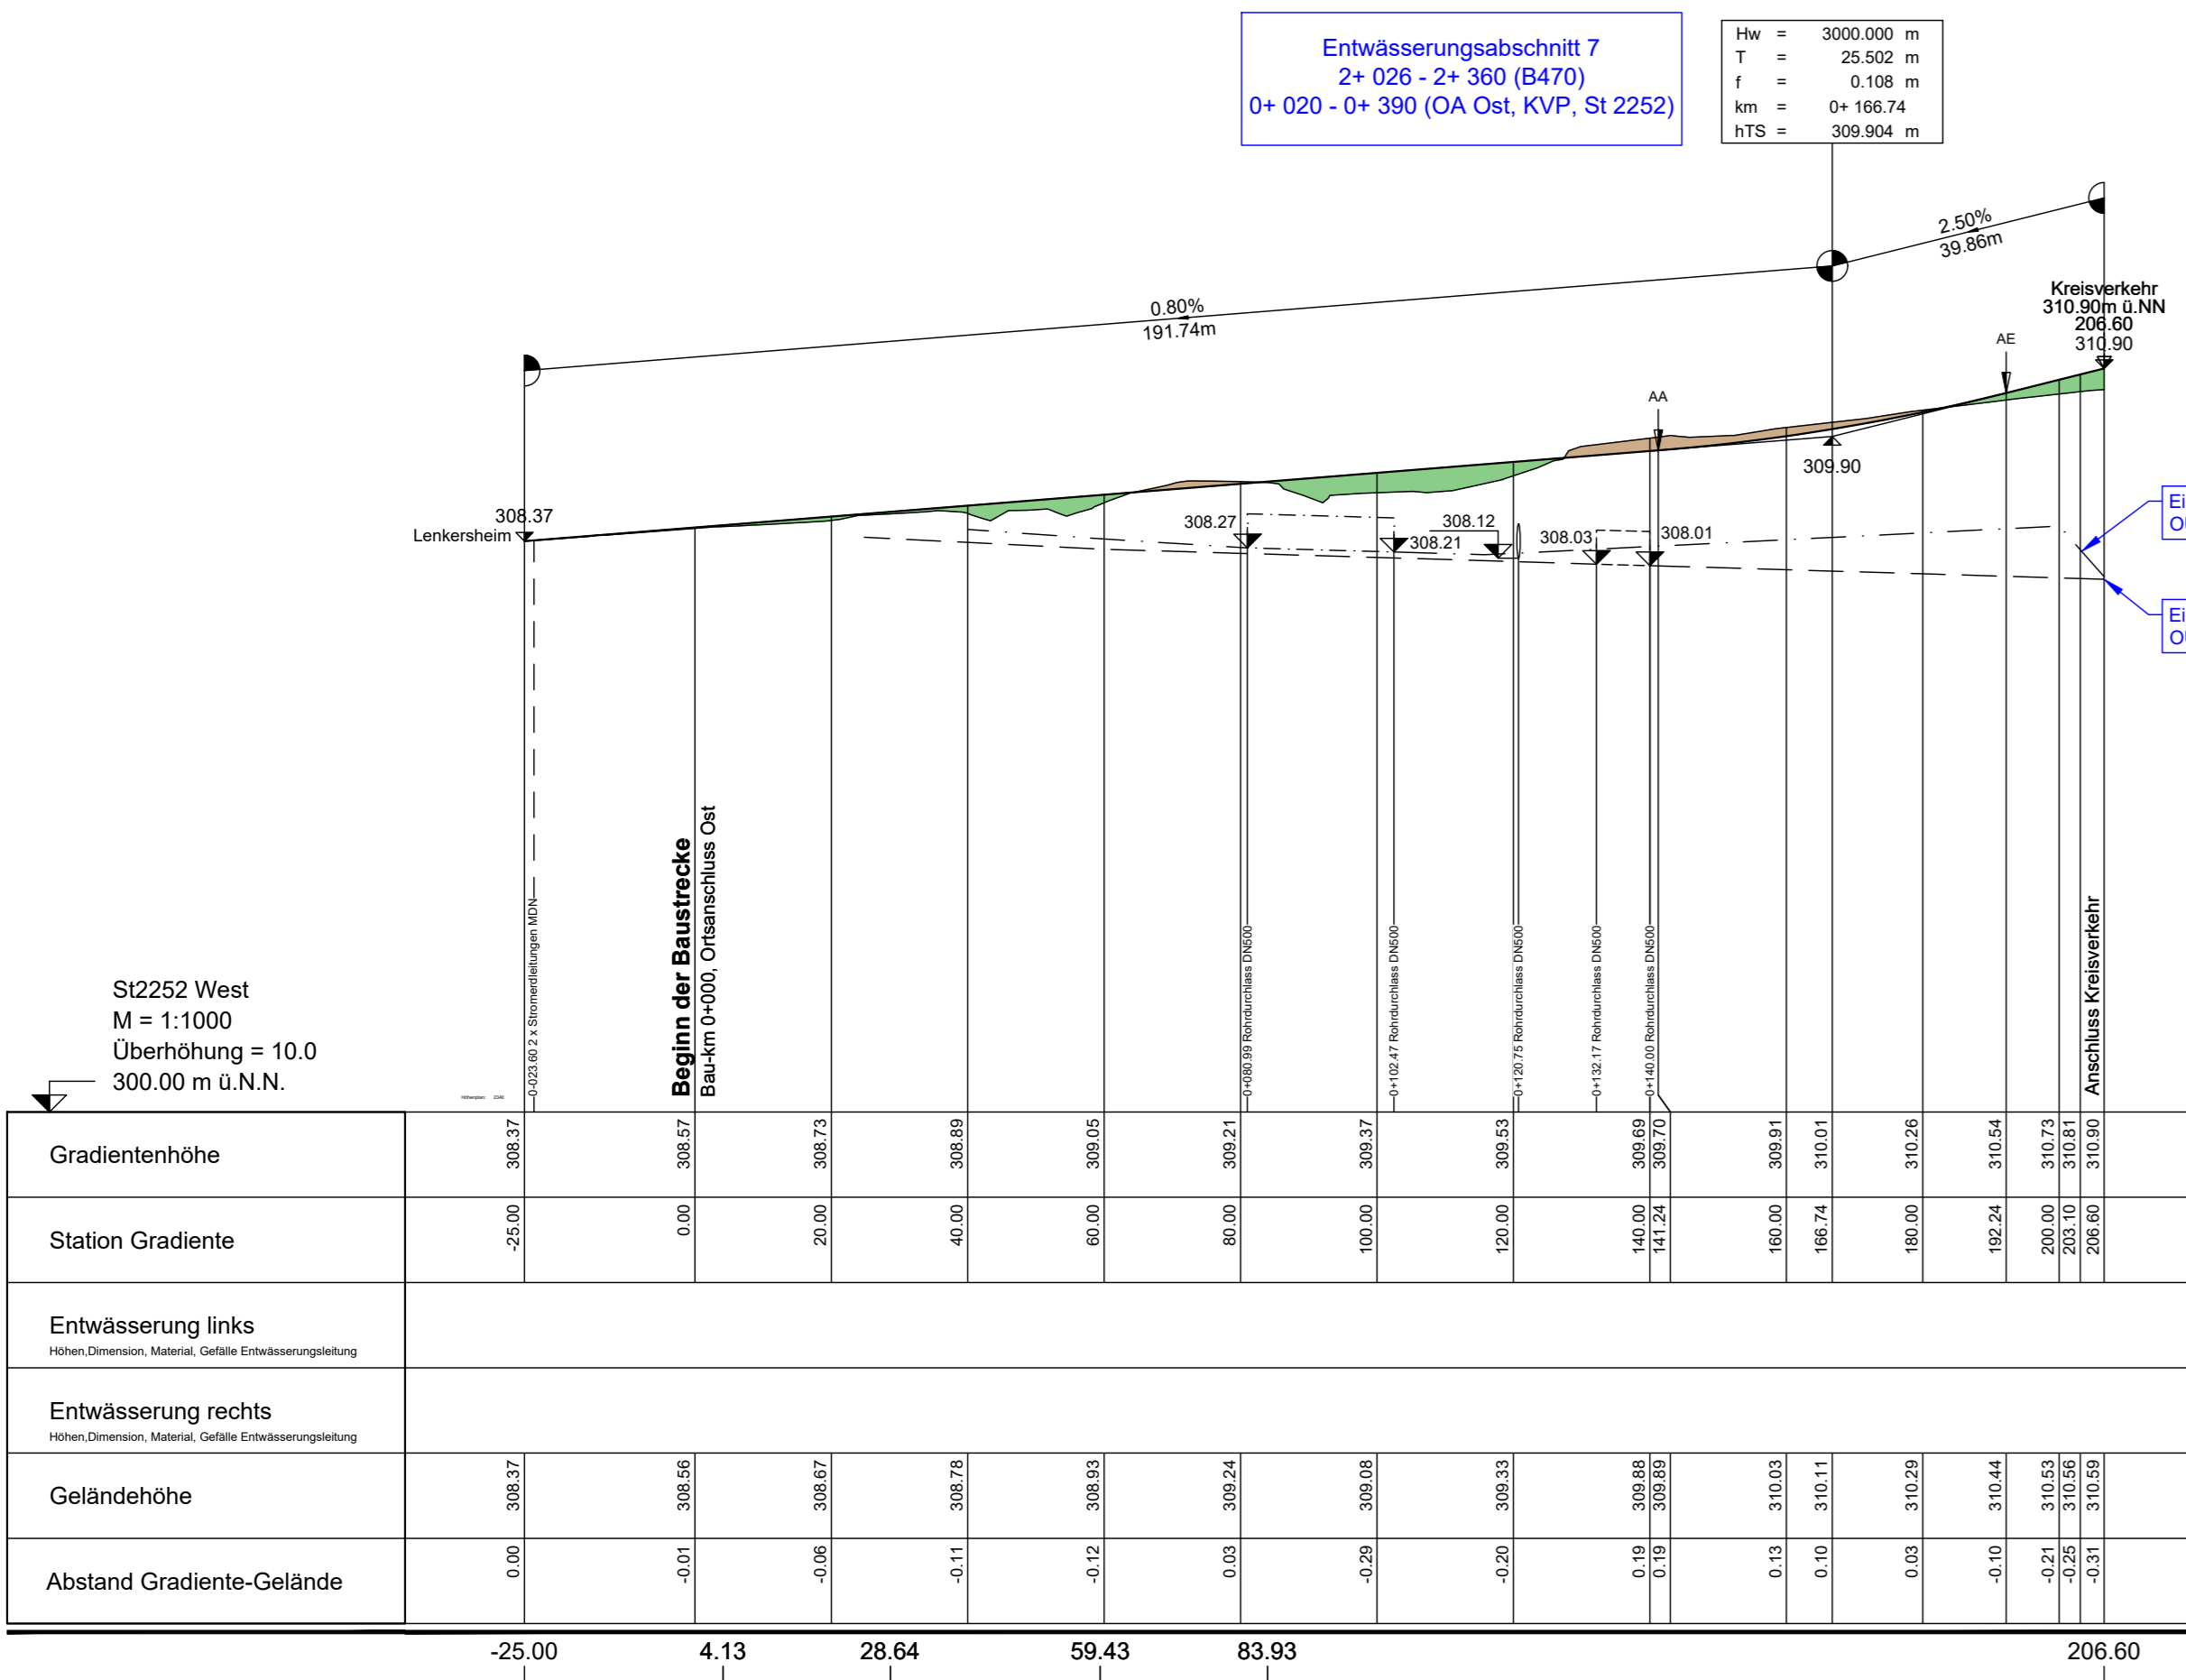 Entwässerungsabschnitt 7
2+ 026 - 2+ 360 (B470)
0+ 020 - 0+ 390 (OA Ost, KVP, St 2252)
Hw = 3000.000 m
T = 25.502 m
f = 0.108 m
km = 0+ 166.74
hTS = 309.904 m
2.50%
39.86m
0.80%
191.74m
Kreisverkehr
310.90m ü.NN
206.60
310.90
AE
AA
309.90
308.37
Lenkersheim
308.27
308.21
308.12
308.03
308.01
Ei
OU
Ei
OU
0-023.60 2 x Stromerdleitungen MDN
Beginn der Baustrecke
Bau-km 0+000, Ortsanschluss Ost
0+080.99 Rohrdurchlass DN500
0+102.47 Rohrdurchlass DN500
0+120.75 Rohrdurchlass DN500
0+132.17 Rohrdurchlass DN500
0+140.00 Rohrdurchlass DN500
Anschluss Kreisverkehr
St2252 West
M = 1:1000
Überhöhung = 10.0
300.00 m ü.N.N.
Höhenplan: 2340
Gradientenhöhe 308.37 308.57 308.73 308.89 309.05 309.21 309.37 309.53 309.69 309.70 309.91 310.01 310.26 310.54 310.73 310.81 310.90
Station Gradiente -25.00 0.00 20.00 40.00 60.00 80.00 100.00 120.00 140.00 141.24 160.00 166.74 180.00 192.24 200.00 203.10 206.60
Entwässerung links
Höhen,Dimension, Material, Gefälle Entwässerungsleitung
Entwässerung rechts
Höhen,Dimension, Material, Gefälle Entwässerungsleitung
Geländehöhe 308.37 308.56 308.67 308.78 308.93 309.24 309.08 309.33 309.88 309.89 310.03 310.11 310.29 310.44 310.53 310.56 310.59
Abstand Gradiente-Gelände 0.00 -0.01 -0.06 -0.11 -0.12 0.03 -0.29 -0.20 0.19 0.19 0.13 0.10 0.03 -0.10 -0.21 -0.25 -0.31
-25.00 4.13 28.64 59.43 83.93 206.60